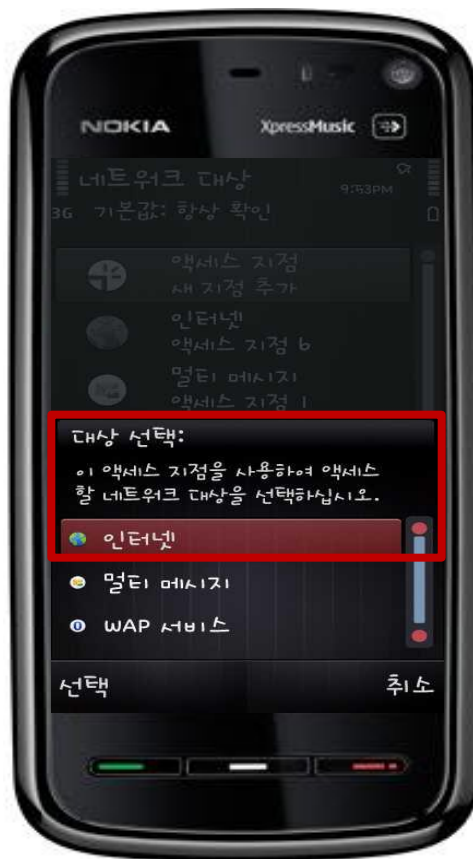 NOKIA XpressMusic
네트워크 대상
9:53PM
3G 기본값: 항상 확인
액세스 지점
새 지점 추가
인터넷
액세스 지점 6
멀티 메시지
액세스 지점 1
대상 선택:
이 액세스 지점을 사용하여 액세스
할 네트워크 대상을 선택하십시오.
인터넷
멀티 메시지
WAP 서비스
선택 취소